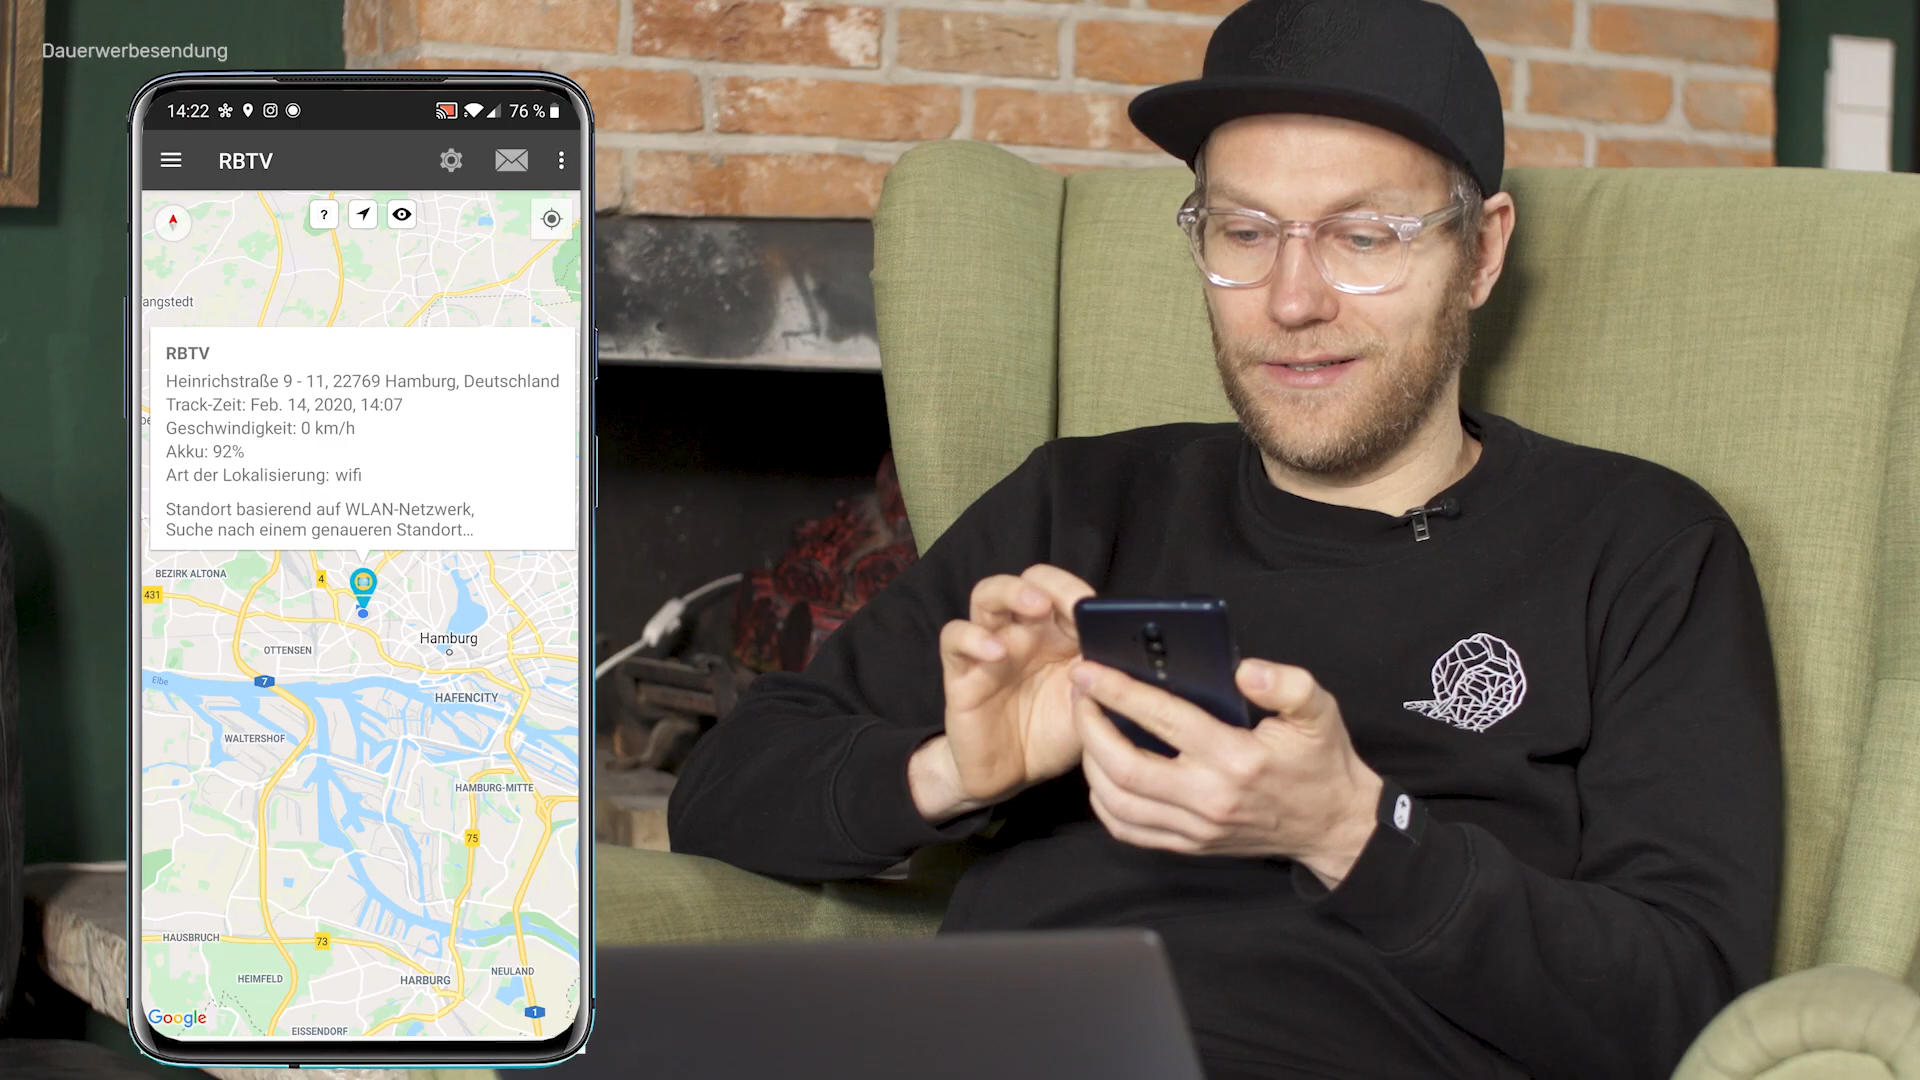 Dauerwerbesendung
14:22
76 %
RBTV
?
angstedt
RBTV
Heinrichstraße 9 - 11, 22769 Hamburg, Deutschland
Track-Zeit: Feb. 14, 2020, 14:07
Geschwindigkeit: 0 km/h
Akku: 92%
Art der Lokalisierung: wifi
Standort basierend auf WLAN-Netzwerk,
Suche nach einem genaueren Standort...
BEZIRK ALTONA
4
431
Hamburg
OTTENSEN
Elbe
7
HAFENCITY
WALTERSHOF
HAMBURG-MITTE
75
HAUSBRUCH
73
HEIMFELD
HARBURG
NEULAND
1
Google
EISSENDORF